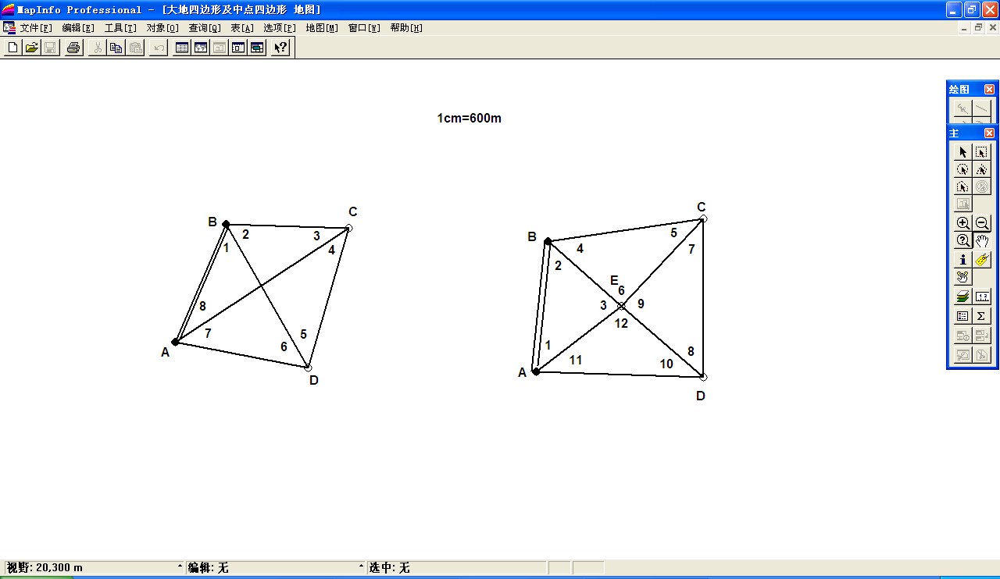 MapInfo Professional - [大地四边形及中点四边形 地图]
文件[F] 编辑[E] 工具[T] 对象[O] 查询[Q] 表[A] 选项[P] 地图[M] 窗口[W] 帮助[H]
绘图
主
1cm=600m
B
C
2
3
1
4
8
7
5
6
A
D
C
B
5
4
7
2
E
6
3
9
12
1
8
11
10
A
D
视野: 20,300 m
编辑: 无
选中: 无